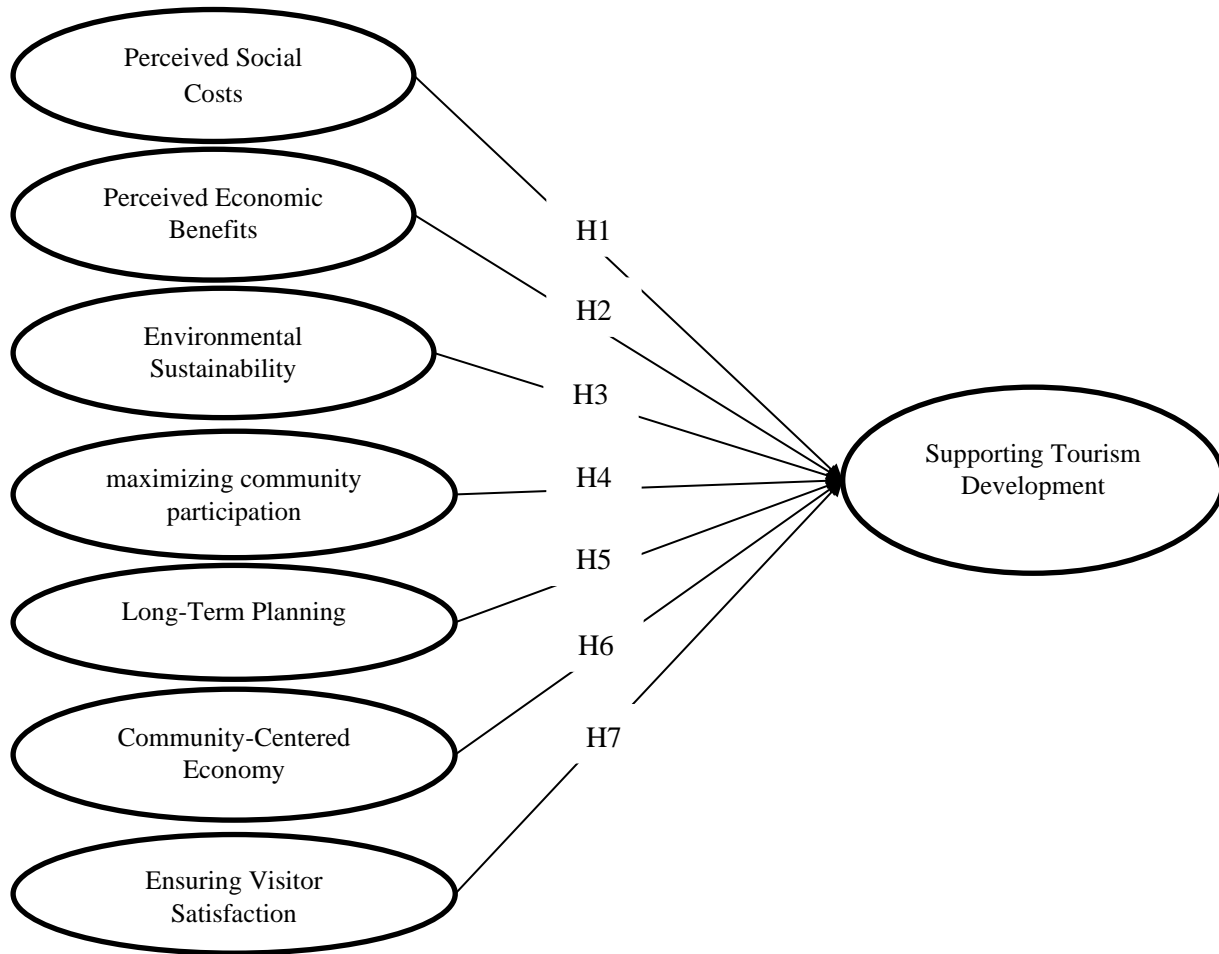 Perceived Social
Costs
Perceived Economic
Benefits
Environmental
Sustainability
maximizing community
participation
Long-Term Planning
Community-Centered
Economy
Ensuring Visitor
Satisfaction
H1
H2
H3
H4
H5
H6
H7
Supporting Tourism
Development